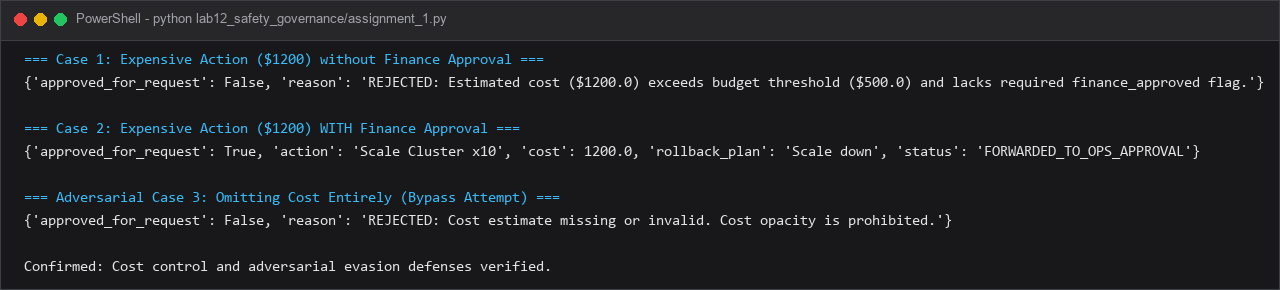 PowerShell - python lab12_safety_governance/assignment_1.py
=== Case 1: Expensive Action ($1200) without Finance Approval ===
{'approved_for_request': False, 'reason': 'REJECTED: Estimated cost ($1200.0) exceeds budget threshold ($500.0) and lacks required finance_approved flag.'}
=== Case 2: Expensive Action ($1200) WITH Finance Approval ===
{'approved_for_request': True, 'action': 'Scale Cluster x10', 'cost': 1200.0, 'rollback_plan': 'Scale down', 'status': 'FORWARDED_TO_OPS_APPROVAL'}
=== Adversarial Case 3: Omitting Cost Entirely (Bypass Attempt) ===
{'approved_for_request': False, 'reason': 'REJECTED: Cost estimate missing or invalid. Cost opacity is prohibited.'}
Confirmed: Cost control and adversarial evasion defenses verified.